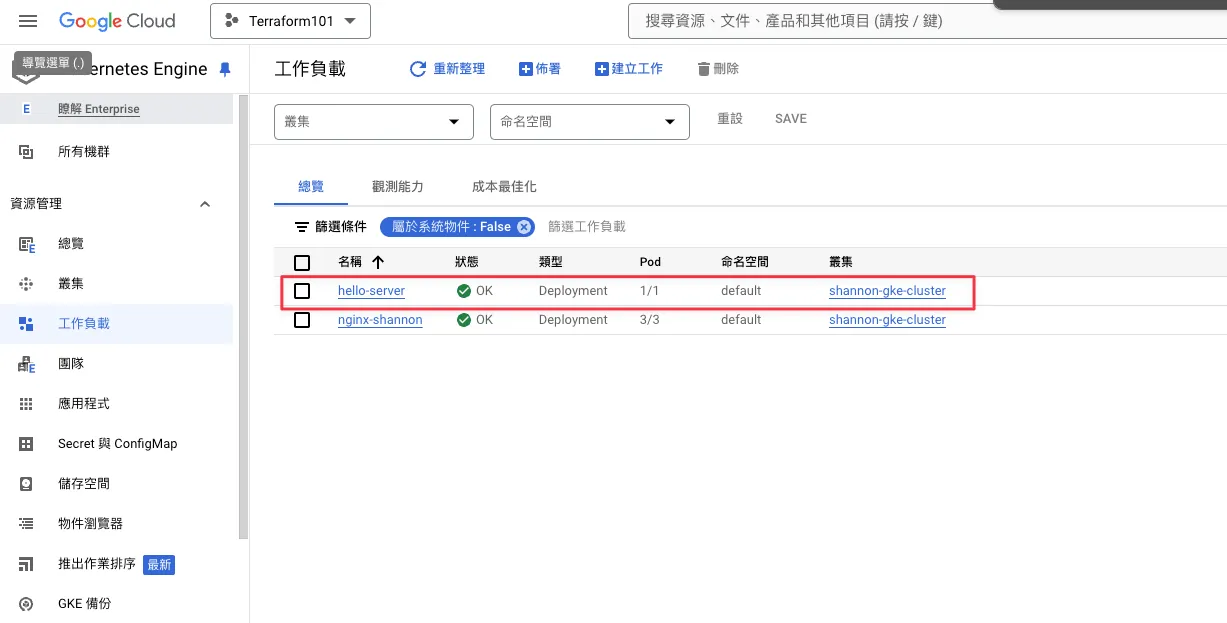 Google Cloud
Terraform101
搜尋資源、文件、產品和其他項目 (請按 / 鍵)
導覽選單 (.)
ernetes Engine
工作負載
重新整理
佈署
建立工作
刪除
E
瞭解 Enterprise
所有機群
資源管理
總覽
叢集
工作負載
團隊
應用程式
Secret 與 ConfigMap
儲存空間
物件瀏覽器
推出作業排序 最新
GKE 備份
叢集
命名空間
重設
SAVE
總覽
觀測能力
成本最佳化
篩選條件 屬於系統物件 : False 篩選工作負載
名稱 狀態 類型 Pod 命名空間 叢集
hello-server OK Deployment 1/1 default shannon-gke-cluster
nginx-shannon OK Deployment 3/3 default shannon-gke-cluster